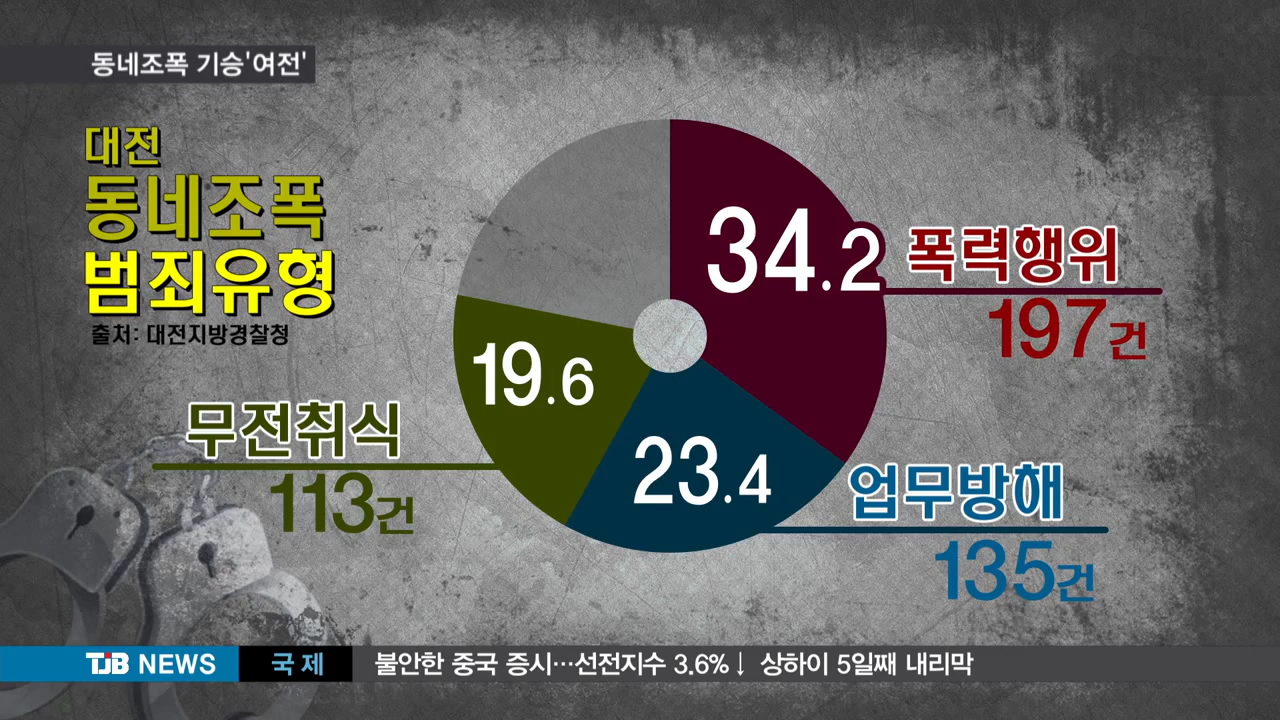 동네조폭 기승'여전'
대전
동네조폭
범죄유형
출처: 대전지방경찰청
34.2
폭력행위
197건
19.6
무전취식
113건
23.4
업무방해
135건
TJB NEWS
국 제
불안한 중국 증시…선전지수 3.6%↓ 상하이 5일째 내리막